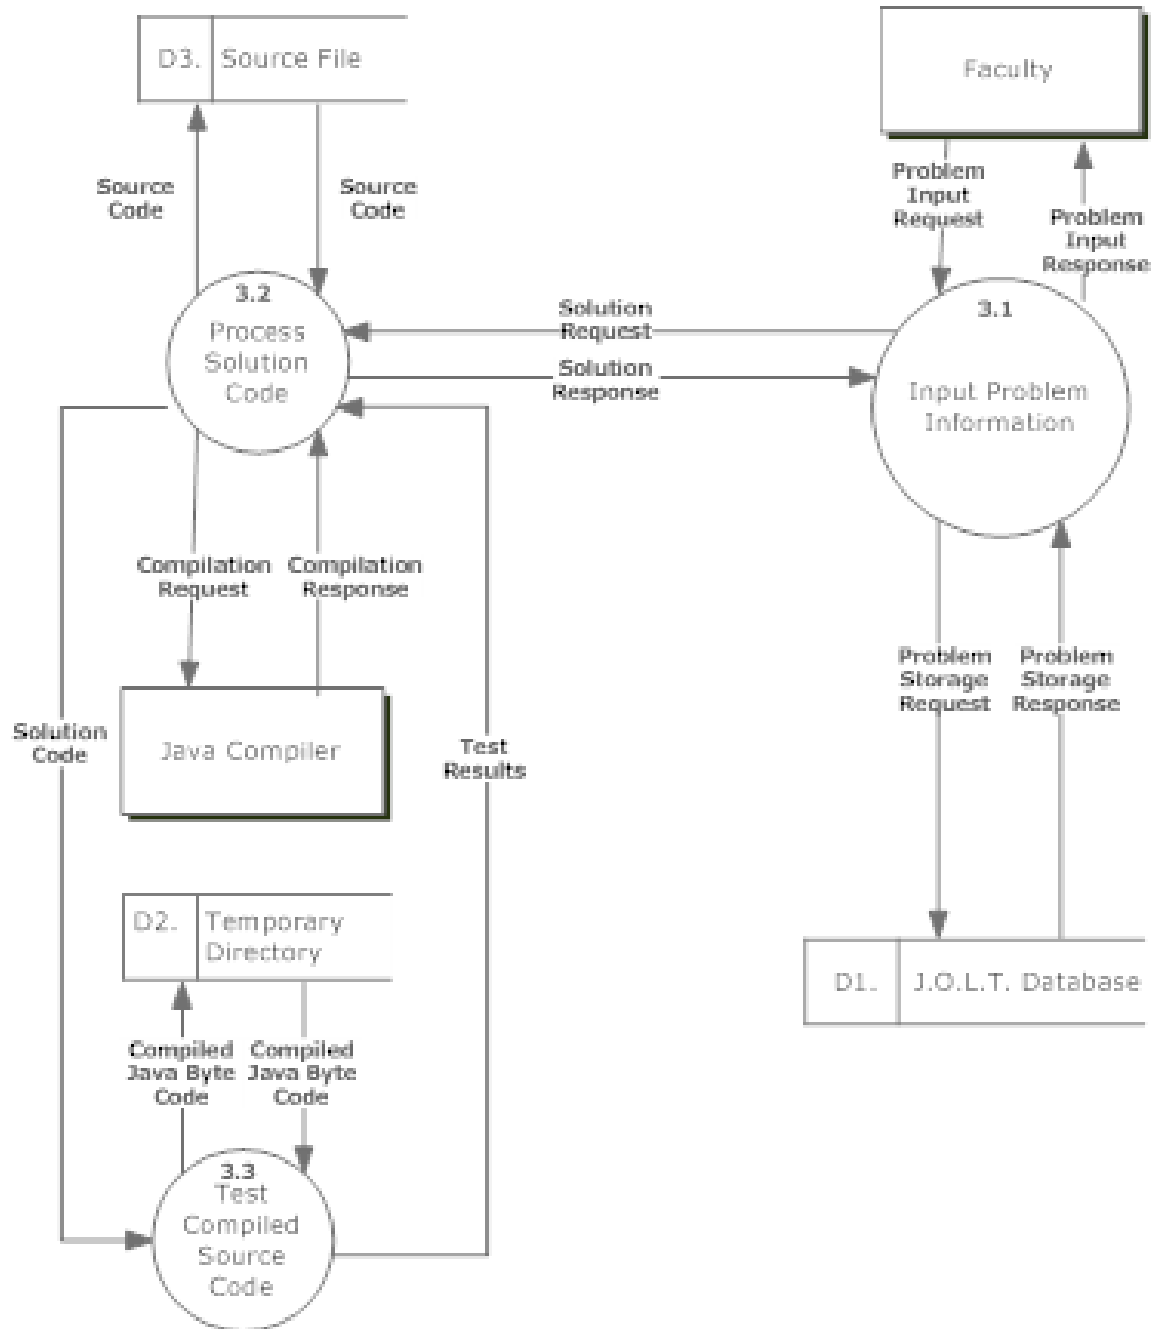 D3.
Source File
Faculty
Source
Code
Source
Code
Problem
Input
Request
Problem
Input
Response
3.2
Process
Solution
Code
Solution
Request
Solution
Response
3.1
Input Problem
Information
Compilation
Request
Compilation
Response
Problem
Storage
Request
Problem
Storage
Response
Solution
Code
Java Compiler
Test
Results
D2.
Temporary
Directory
D1.
J.O.L.T. Database
Compiled
Java Byte
Code
Compiled
Java Byte
Code
3.3
Test
Compiled
Source
Code